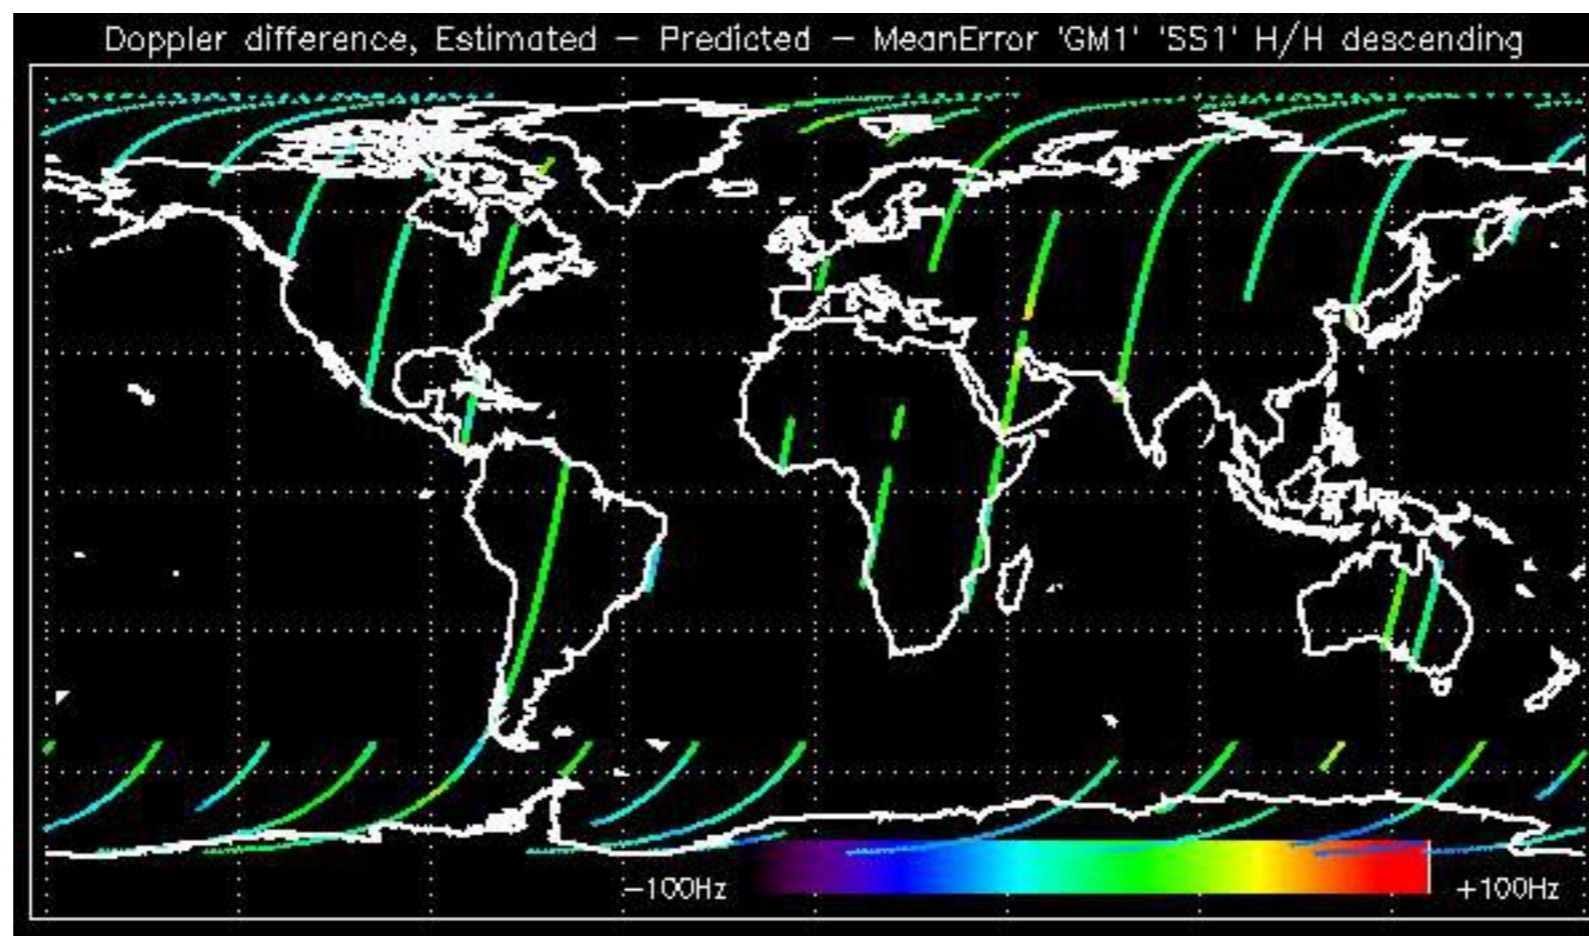 Doppler difference, Estimated – Predicted – MeanError 'GM1' 'SS1' H/H descending
–100Hz
+100Hz